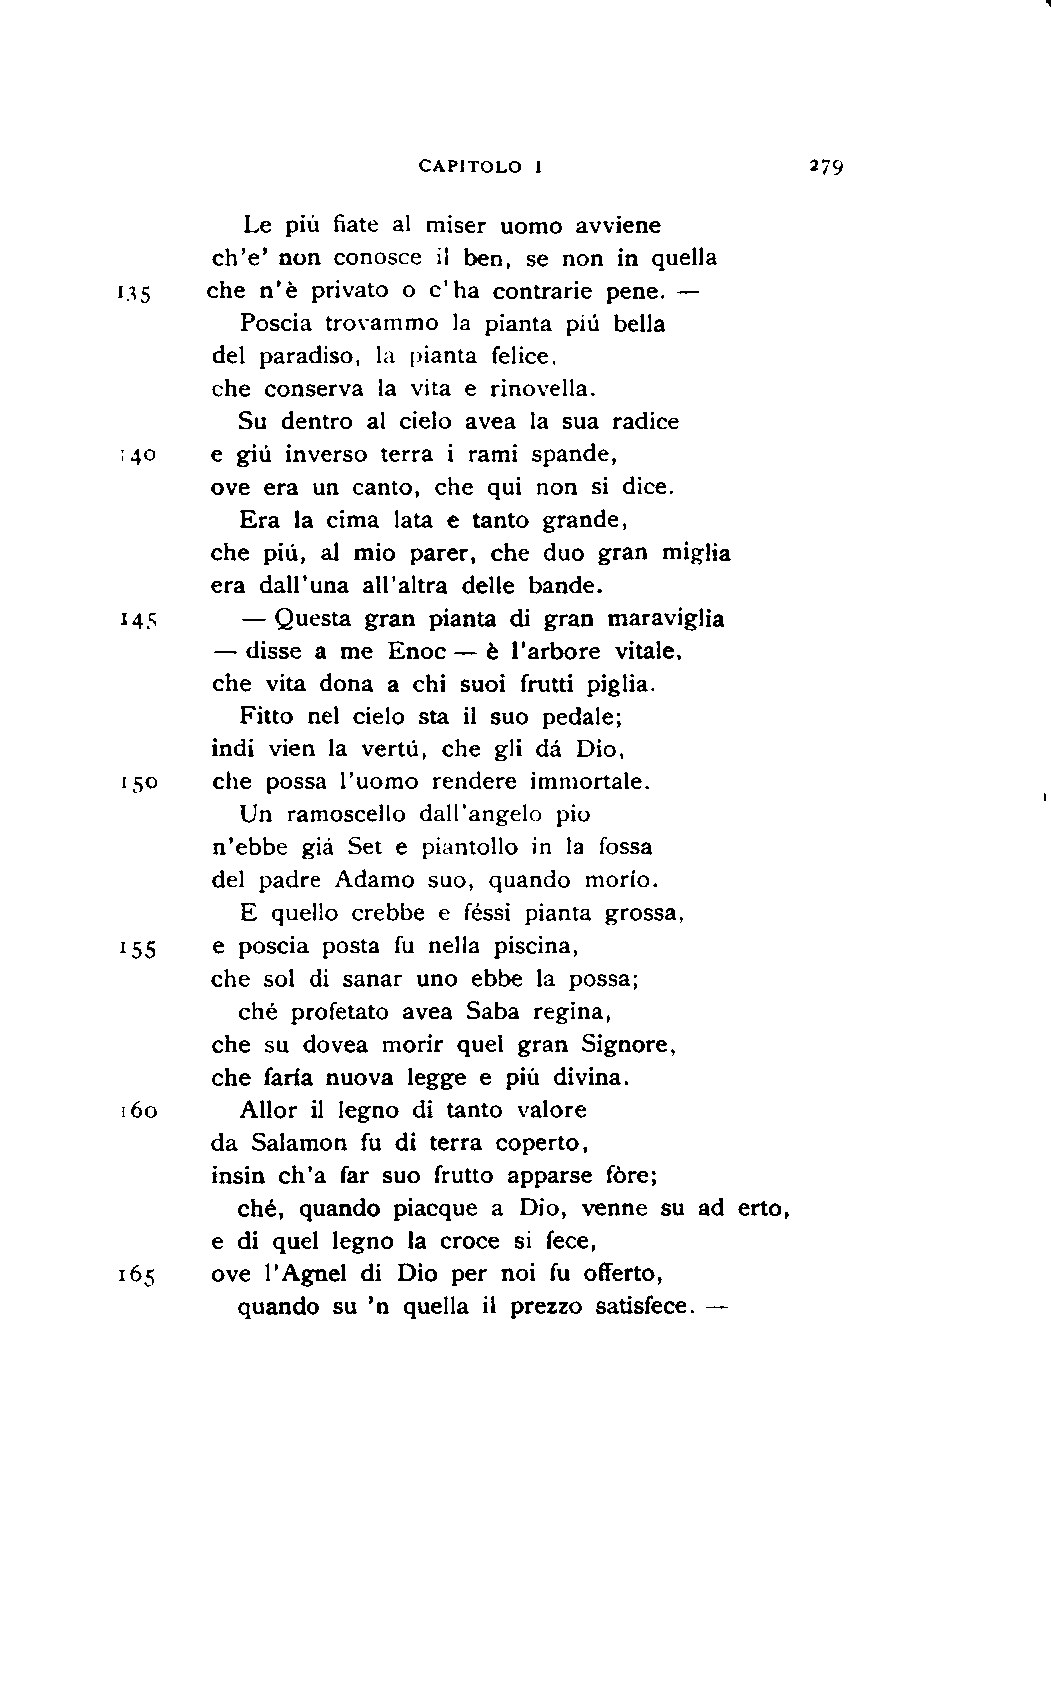 CAPITOLO I 279
Le piú fiate al miser uomo avviene
ch'e' non conosce il ben, se non in quella
135 che n'è privato o c'ha contrarie pene. —
Poscia trovammo la pianta piú bella
del paradiso, la pianta felice,
che conserva la vita e rinovella.
Su dentro al cielo avea la sua radice
140 e giú inverso terra i rami spande,
ove era un canto, che qui non si dice.
Era la cima lata e tanto grande,
che piú, al mio parer, che duo gran miglia
era dall'una all'altra delle bande.
145 — Questa gran pianta di gran maraviglia
— disse a me Enoc — è l'arbore vitale,
che vita dona a chi suoi frutti piglia.
Fitto nel cielo sta il suo pedale;
indi vien la vertú, che gli dá Dio,
150 che possa l'uomo rendere immortale.
Un ramoscello dall'angelo pio
n'ebbe giá Set e piantollo in la fossa
del padre Adamo suo, quando morío.
E quello crebbe e féssi pianta grossa,
155 e poscia posta fu nella piscina,
che sol di sanar uno ebbe la possa;
ché profetato avea Saba regina,
che su dovea morir quel gran Signore,
che faría nuova legge e piú divina.
160 Allor il legno di tanto valore
da Salamon fu di terra coperto,
insin ch'a far suo frutto apparse fòre;
ché, quando piacque a Dio, venne su ad erto,
e di quel legno la croce si fece,
165 ove l'Agnel di Dio per noi fu offerto,
quando su 'n quella il prezzo satisfece. —